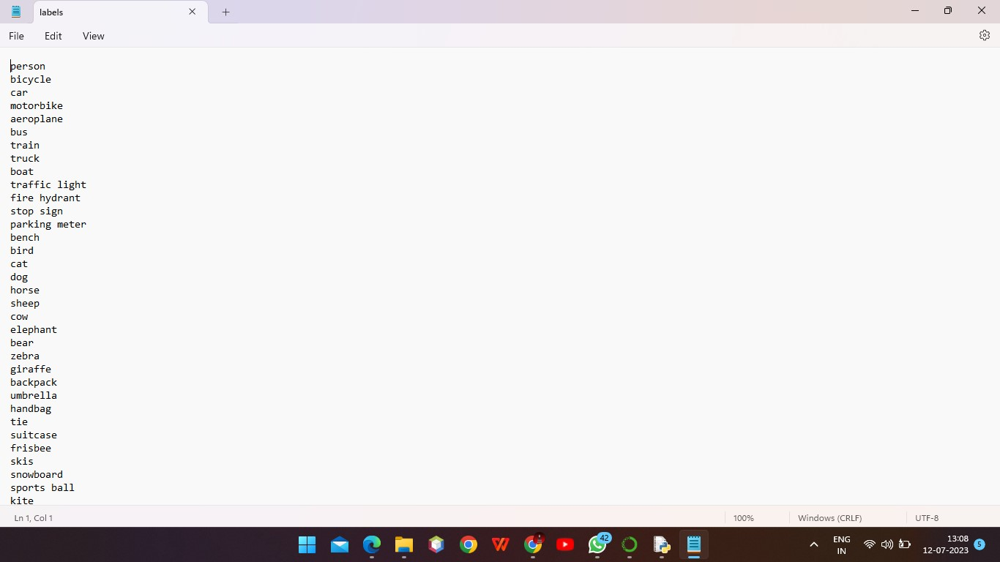 labels
File Edit View
person
bicycle
car
motorbike
aeroplane
bus
train
truck
boat
traffic light
fire hydrant
stop sign
parking meter
bench
bird
cat
dog
horse
sheep
cow
elephant
bear
zebra
giraffe
backpack
umbrella
handbag
tie
suitcase
frisbee
skis
snowboard
sports ball
kite
Ln 1, Col 1 100% Windows (CRLF) UTF-8
42
ENG
IN
13:08
12-07-2023
5